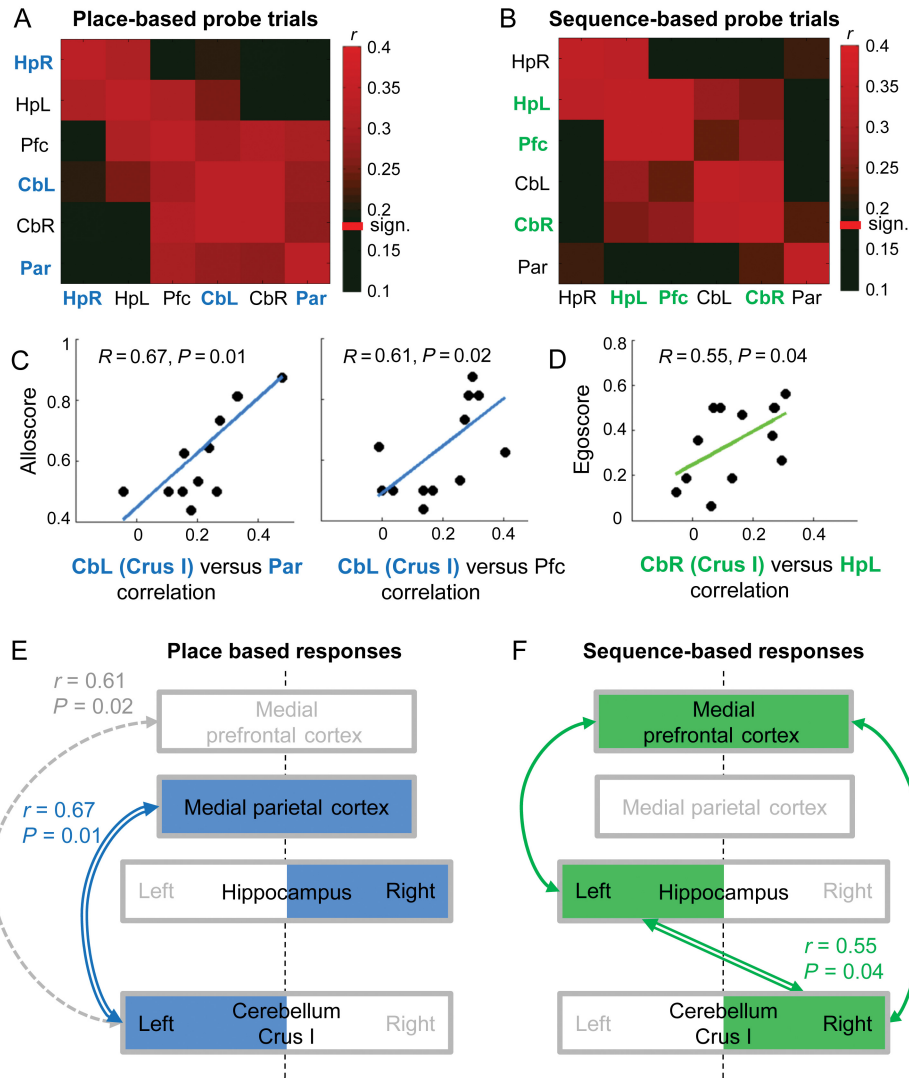 A Place-based probe trials
HpR
HpL
Pfc
CbL
CbR
Par
HpR HpL Pfc CbL CbR Par
r
0.4
0.35
0.3
0.25
0.2
sign.
0.15
0.1
B Sequence-based probe trials
HpR
HpL
Pfc
CbL
CbR
Par
HpR HpL Pfc CbL CbR Par
r
0.4
0.35
0.3
0.25
0.2
sign.
0.15
0.1
C
R = 0.67, P = 0.01
Alloscore
1
0.8
0.6
0.4
0 0.2 0.4
CbL (Crus I) versus Par
correlation
R = 0.61, P = 0.02
0 0.2 0.4
CbL (Crus I) versus Pfc
correlation
D
R = 0.55, P = 0.04
Egoscore
0.8
0.6
0.4
0.2
0
0 0.2 0.4
CbR (Crus I) versus HpL
correlation
E Place based responses
r = 0.61
P = 0.02
Medial
prefrontal cortex
r = 0.67
P = 0.01
Medial parietal cortex
Left Hippocampus Right
Left Cerebellum Right
Crus I
F Sequence-based responses
Medial
prefrontal cortex
Medial parietal cortex
Left Hippocampus Right
r = 0.55
P = 0.04
Left Cerebellum Right
Crus I